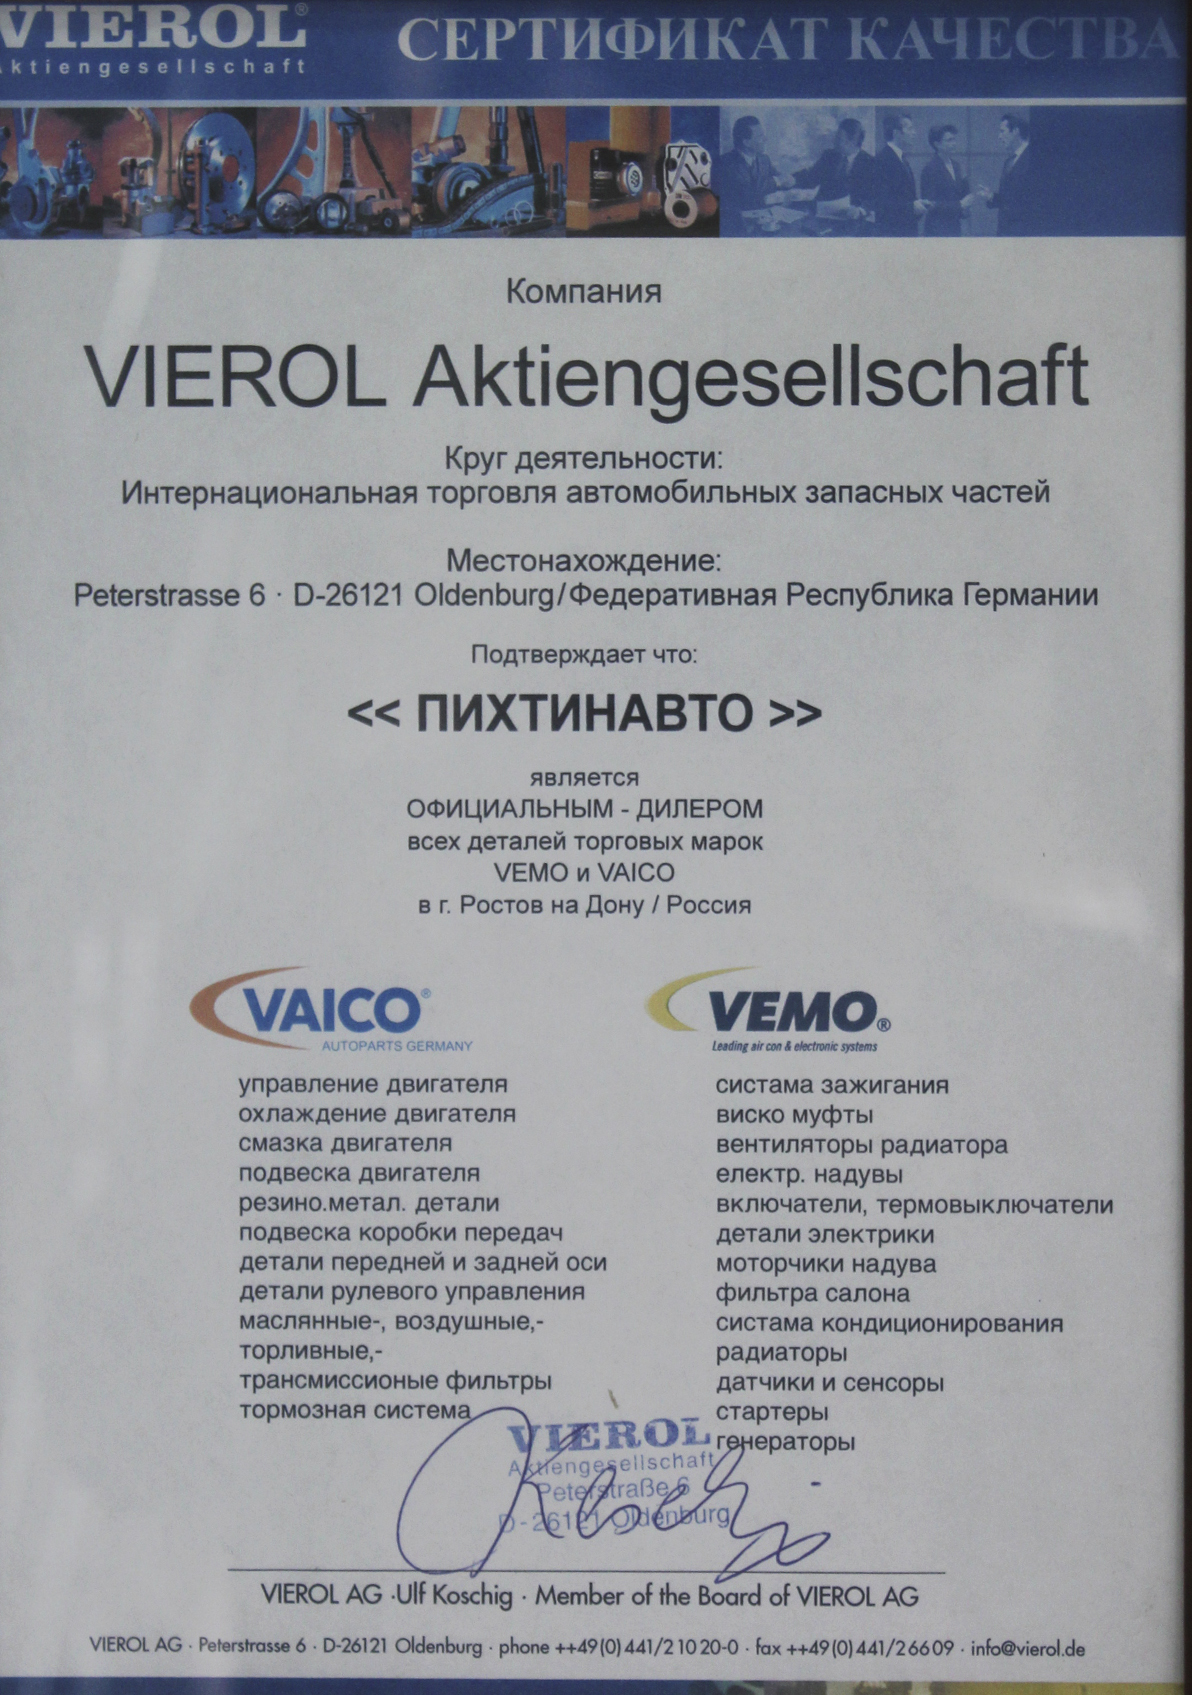 VIEROL®
Aktiengesellschaft
СЕРТИФИКАТ КАЧЕСТВА
Компания
VIEROL Aktiengesellschaft
Круг деятельности:
Интернациональная торговля автомобильных запасных частей
Местонахождение:
Peterstrasse 6 · D-26121 Oldenburg/Федеративная Республика Германии
Подтверждает что:
<< ПИХТИНАВТО >>
является
ОФИЦИАЛЬНЫМ - ДИЛЕРОМ
всех деталей торговых марок
VEMO и VAICO
в г. Ростов на Дону / Россия
VAICO®
AUTOPARTS GERMANY
управление двигателя
охлаждение двигателя
смазка двигателя
подвеска двигателя
резино.метал. детали
подвеска коробки передач
детали передней и задней оси
детали рулевого управления
маслянные-, воздушные,-
торливные,-
трансмиссионые фильтры
тормозная система
VEMO®
Leading air con & electronic systems
систама зажигания
виско муфты
вентиляторы радиатора
електр. надувы
включатели, термовыключатели
детали электрики
моторчики надува
фильтра салона
систама кондиционирования
радиаторы
датчики и сенсоры
стартеры
генераторы
VIEROL
Aktiengesellschaft
Peterstraße 6
D-26121 Oldenburg
VIEROL AG ·Ulf Koschig · Member of the Board of VIEROL AG
VIEROL AG · Peterstrasse 6 · D-26121 Oldenburg · phone ++49(0)441/21020-0 · fax ++49(0)441/26609 · info@vierol.de